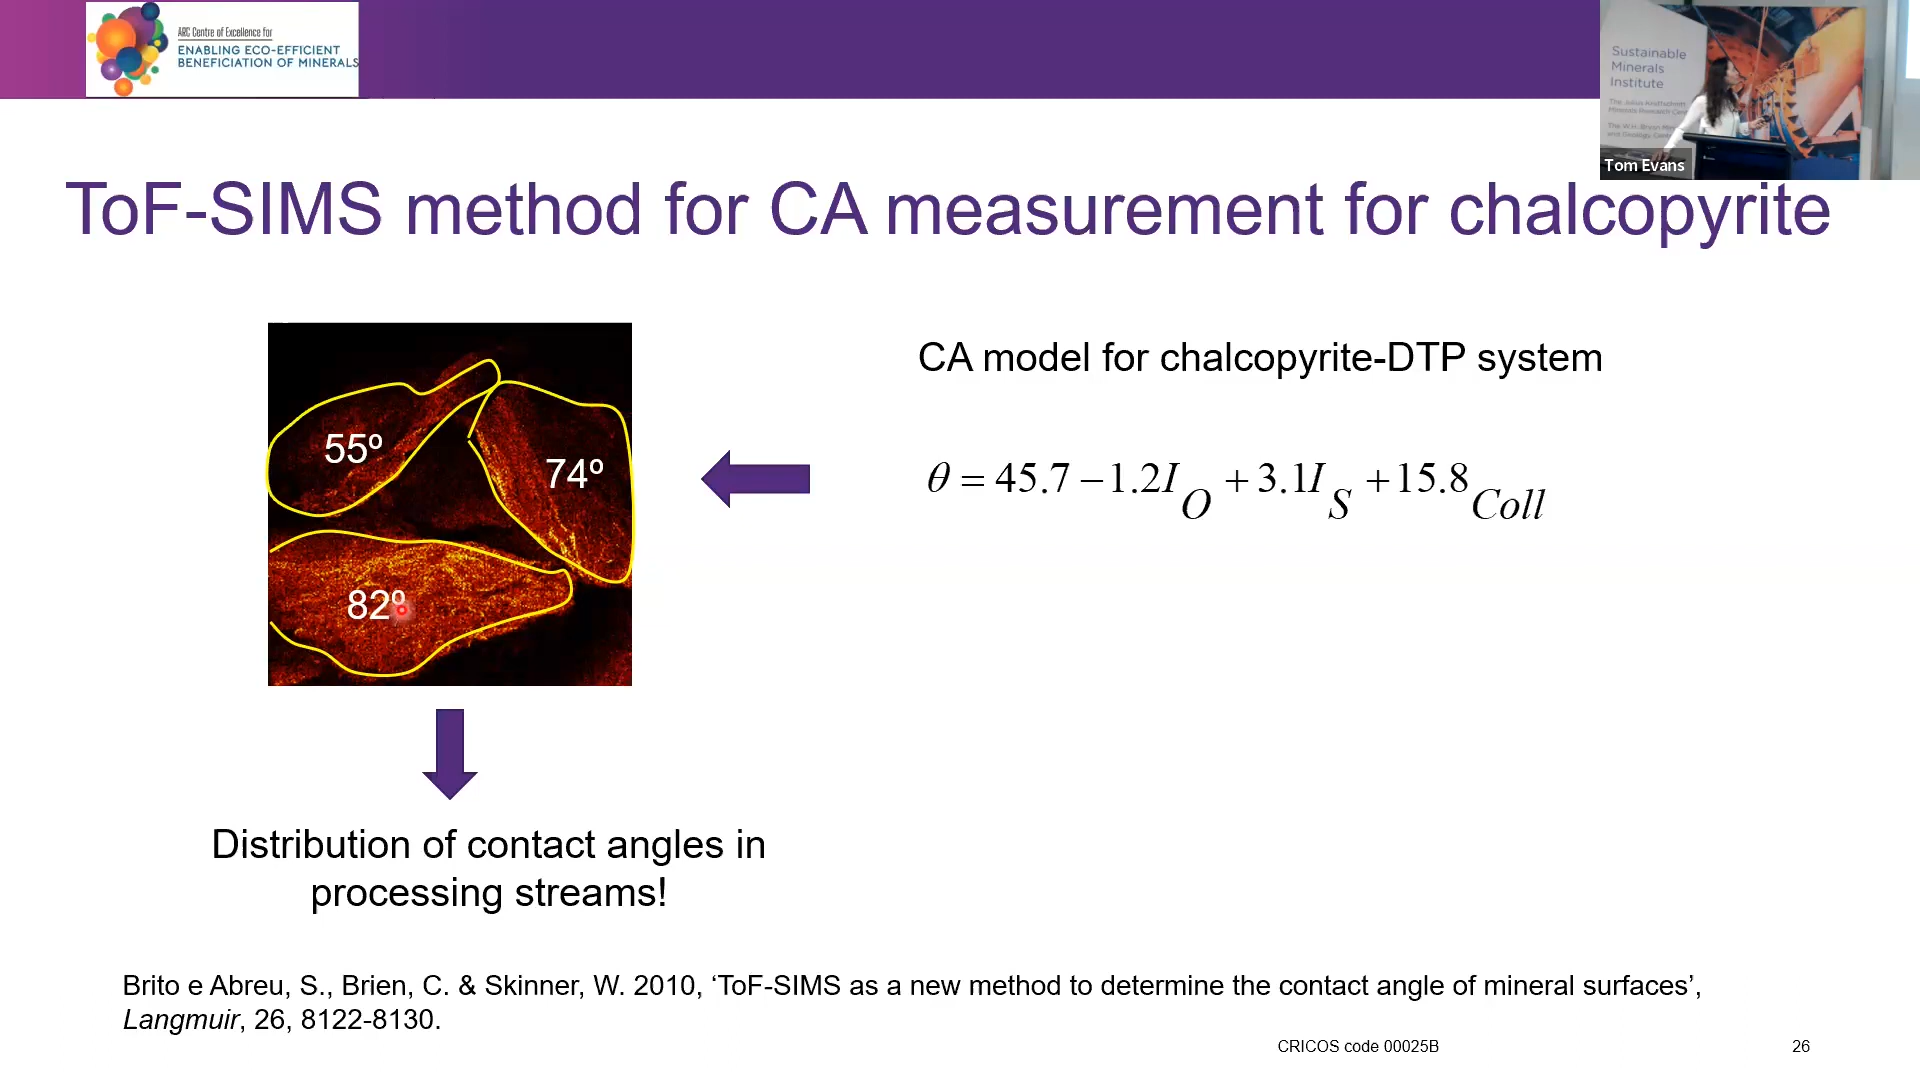 ARC Centre of Excellence for
ENABLING ECO-EFFICIENT
BENEFICIATION OF MINERALS
Sustainable
Minerals
Institute
Tom Evans
ToF-SIMS method for CA measurement for chalcopyrite
CA model for chalcopyrite-DTP system
θ = 45.7 − 1.2I_O + 3.1I_S + 15.8_Coll
55º
74º
82º
Distribution of contact angles in
processing streams!
Brito e Abreu, S., Brien, C. & Skinner, W. 2010, ‘ToF-SIMS as a new method to determine the contact angle of mineral surfaces’,
Langmuir, 26, 8122-8130.
CRICOS code 00025B
26